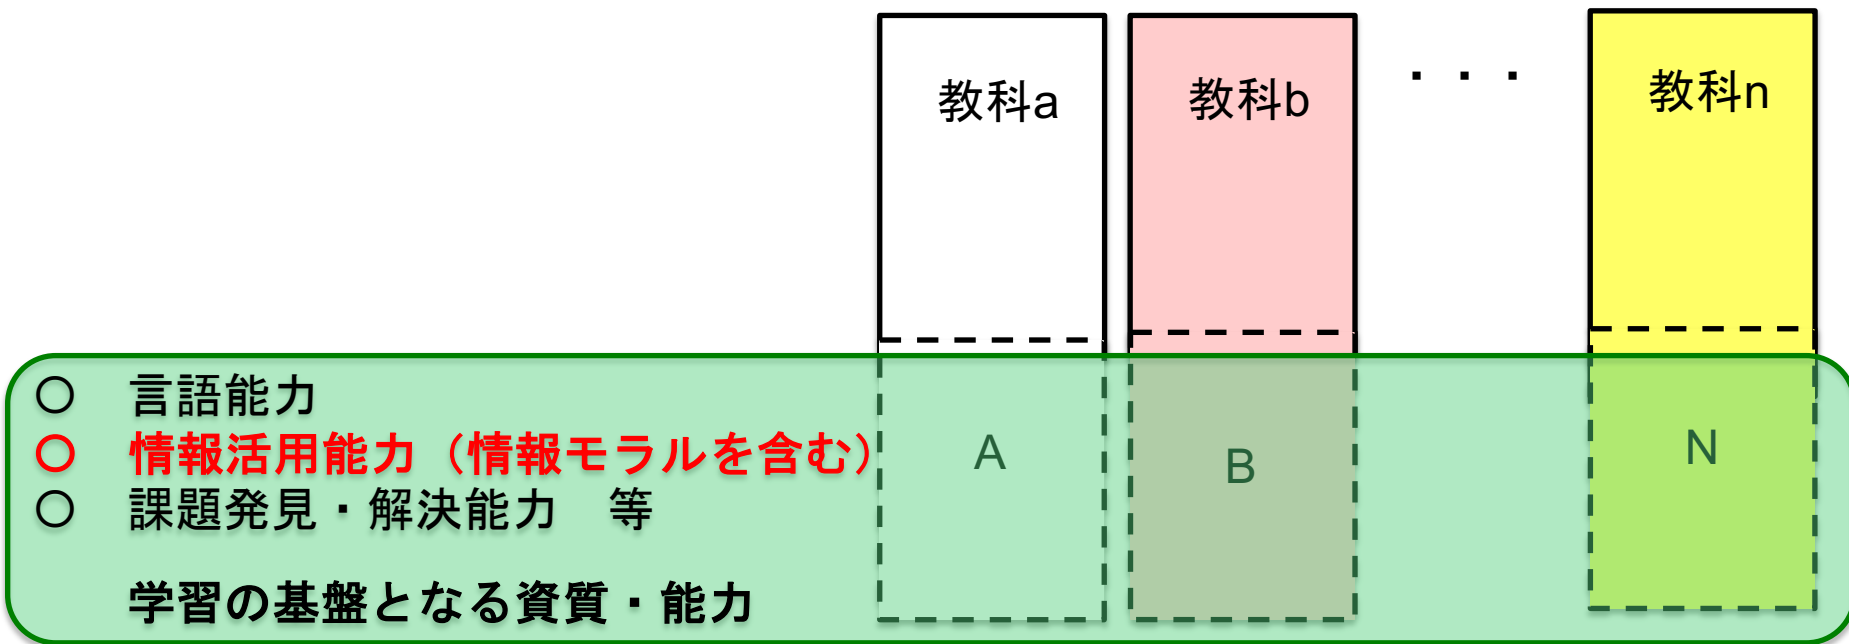 教科a
教科b
・・・
教科n
○ 言語能力
○ 情報活用能力（情報モラルを含む）
○ 課題発見・解決能力　等
学習の基盤となる資質・能力
A
B
N